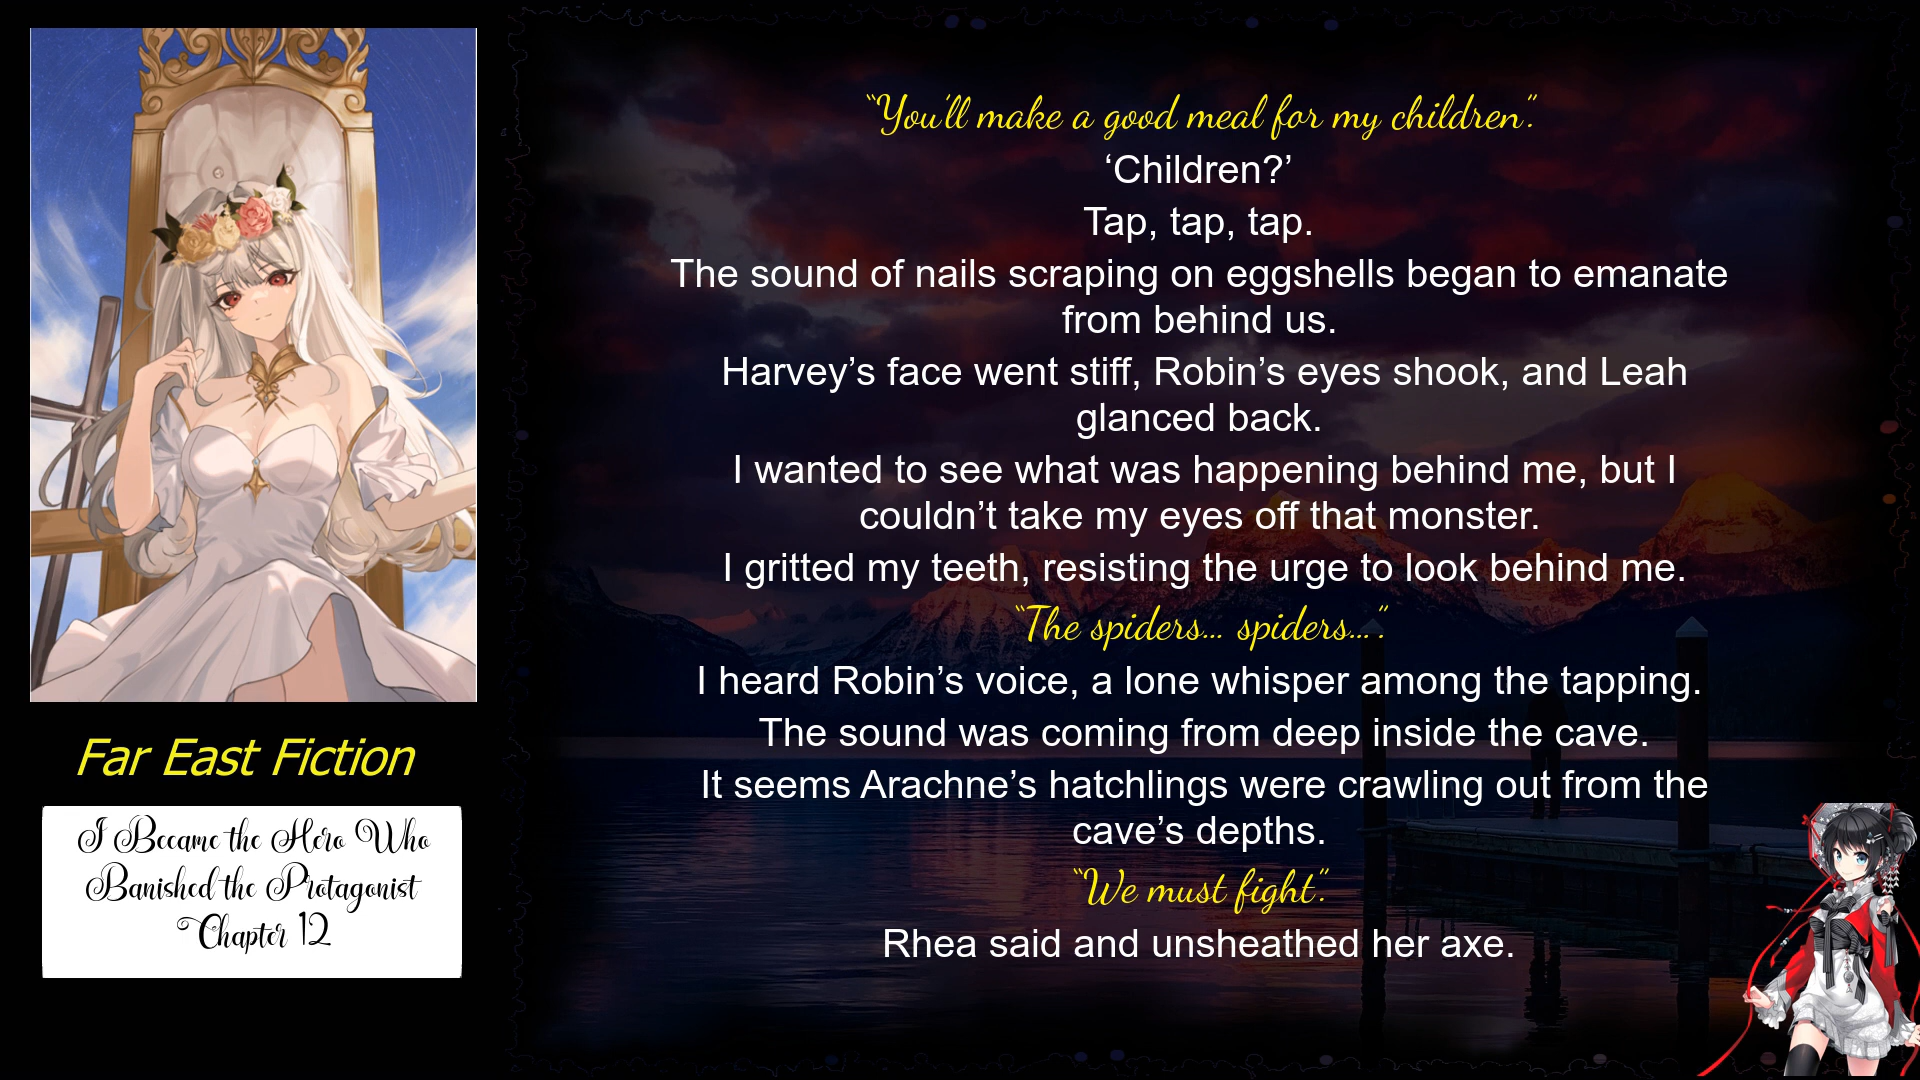 Far East Fiction
I Became the Hero Who
Banished the Protagonist
Chapter 12
“You’ll make a good meal for my children”.
‘Children?’
Tap, tap, tap.
The sound of nails scraping on eggshells began to emanate
from behind us.
Harvey’s face went stiff, Robin’s eyes shook, and Leah
glanced back.
I wanted to see what was happening behind me, but I
couldn’t take my eyes off that monster.
I gritted my teeth, resisting the urge to look behind me.
“The spiders… spiders…”.
I heard Robin’s voice, a lone whisper among the tapping.
The sound was coming from deep inside the cave.
It seems Arachne’s hatchlings were crawling out from the
cave’s depths.
“We must fight”.
Rhea said and unsheathed her axe.